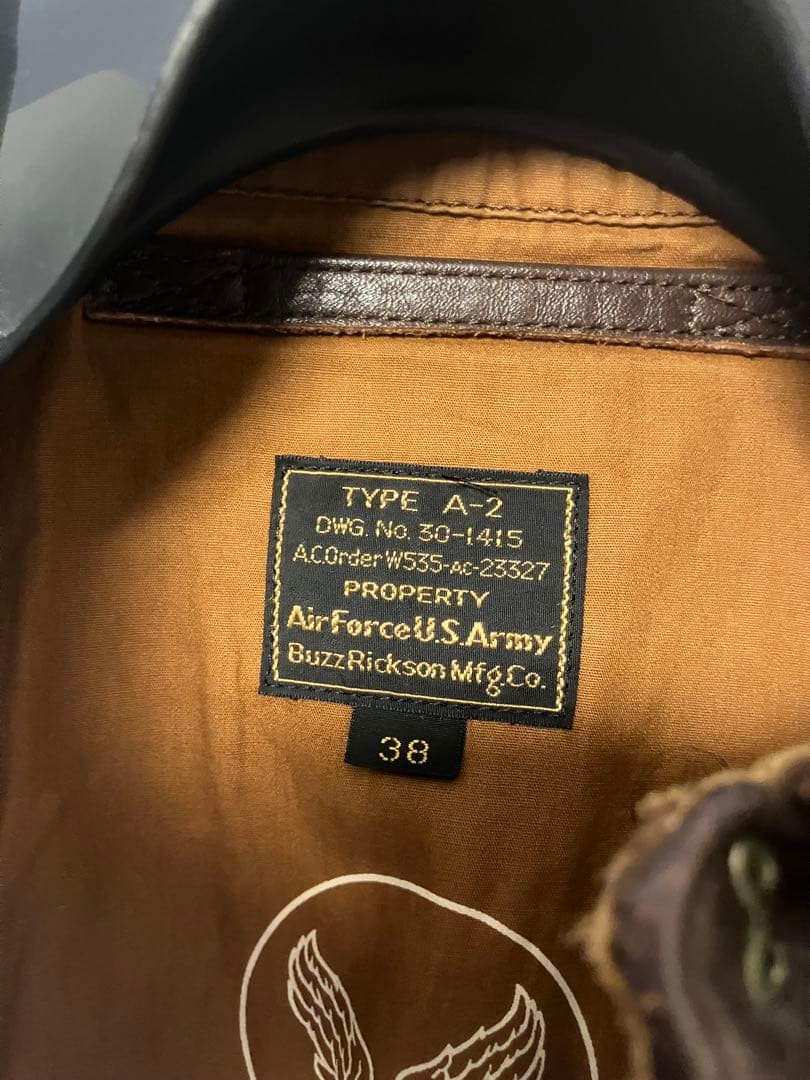 TYPE A-2
DWG. No. 30-1415
A.C.Order W535-AC-23327
PROPERTY
Air Force U.S. Army
Buzz Rickson Mfg. Co.
38